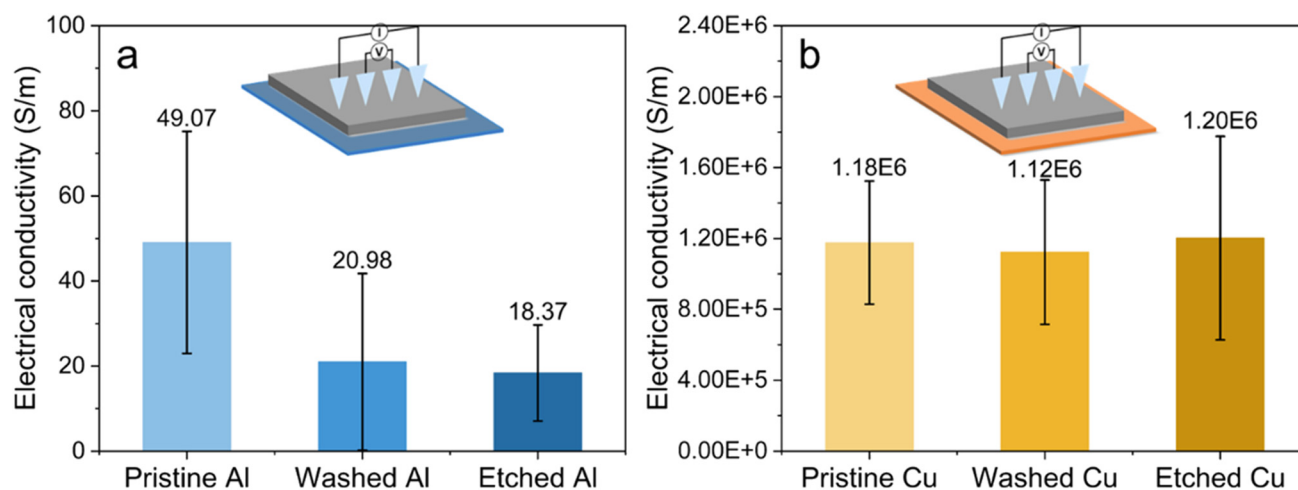 a
Electrical conductivity (S/m)
100
80
60
40
20
0
I
V
49.07
20.98
18.37
Pristine Al
Washed Al
Etched Al
b
Electrical conductivity (S/m)
2.40E+6
2.00E+6
1.60E+6
1.20E+6
8.00E+5
4.00E+5
0.00E+0
I
V
1.18E6
1.12E6
1.20E6
Pristine Cu
Washed Cu
Etched Cu